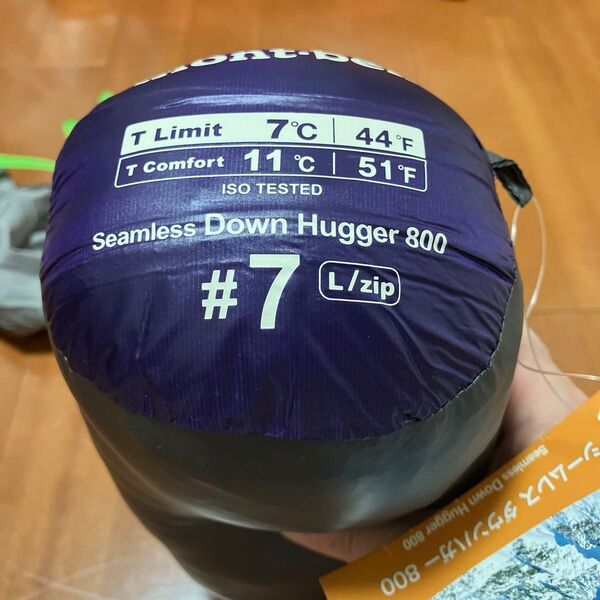 mont-bell
T Limit 7°C | 44°F
T Comfort 11°C | 51°F
ISO TESTED
Seamless Down Hugger 800
#7 L/zip
シームレス ダウンハガー 800
Seamless Down Hugger 800